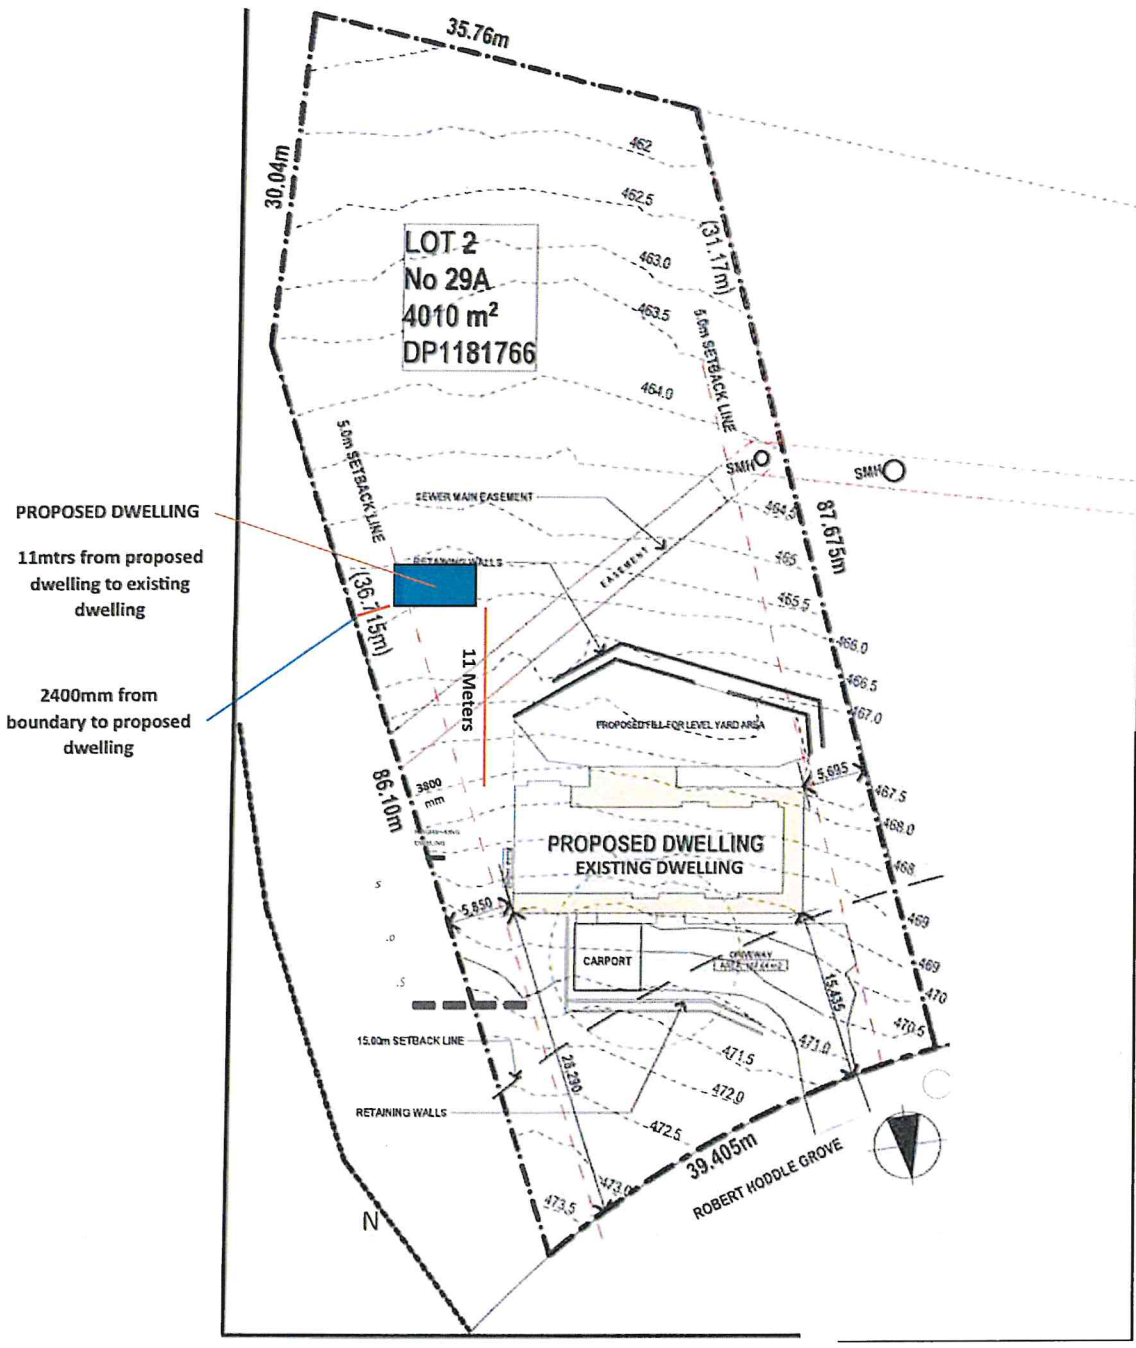 35.76m
30.04m
462
462.5
(31.17m)
463.0
463.5
LOT 2
No 29A
4010 m²
DP1181766
5.0m SETBACK LINE
464.0
5.0m SETBACK LINE
SMH
SMH
SEWER MAIN EASEMENT
464.5
87.675m
PROPOSED DWELLING
11mtrs from proposed
dwelling to existing
dwelling
RETAINING WALLS
EASEMENT
465
465.5
(36.715m)
466.0
11 Meters
466.5
467.0
2400mm from
boundary to proposed
dwelling
PROPOSED FILL FOR LEVEL YARD AREA
86.10m
3800
mm
5,695
467.5
468.0
PROPOSED DWELLING
EXISTING DWELLING
468
5,850
469
CARPORT
DRIVEWAY
469
470
15,435
470.5
471.0
471.5
15.00m SETBACK LINE
28,290
472.0
RETAINING WALLS
472.5
39.405m
ROBERT HODDLE GROVE
473.0
473.5
N